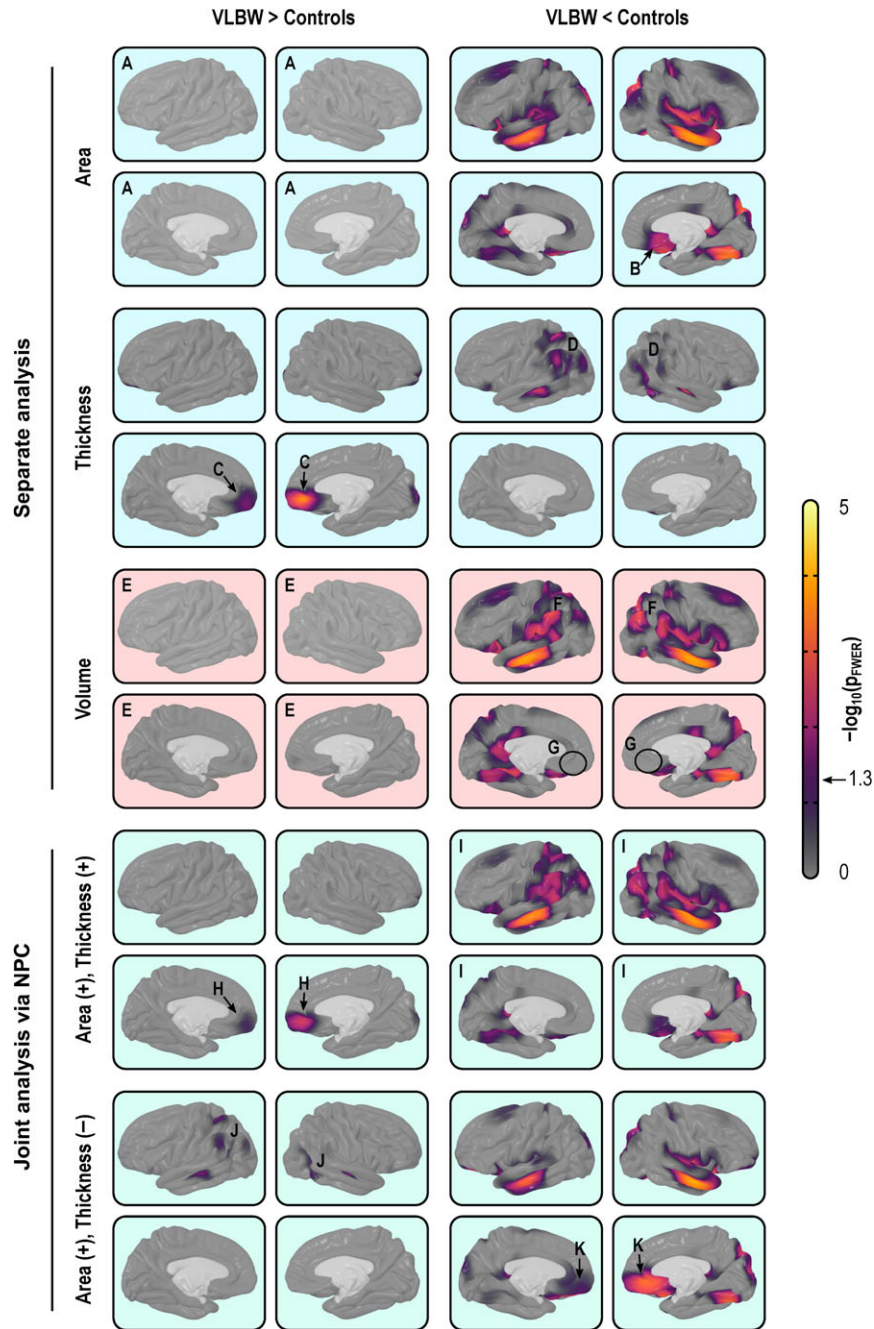 VLBW > Controls
VLBW < Controls
Separate analysis
Area
A
A
A
A
B
Thickness
D
D
C
C
Volume
E
E
F
F
E
E
G
G
Joint analysis via NPC
Area (+), Thickness (+)
I
I
H
H
I
I
Area (+), Thickness (−)
J
J
K
K
5
−log₁₀(pFWER)
1.3
0